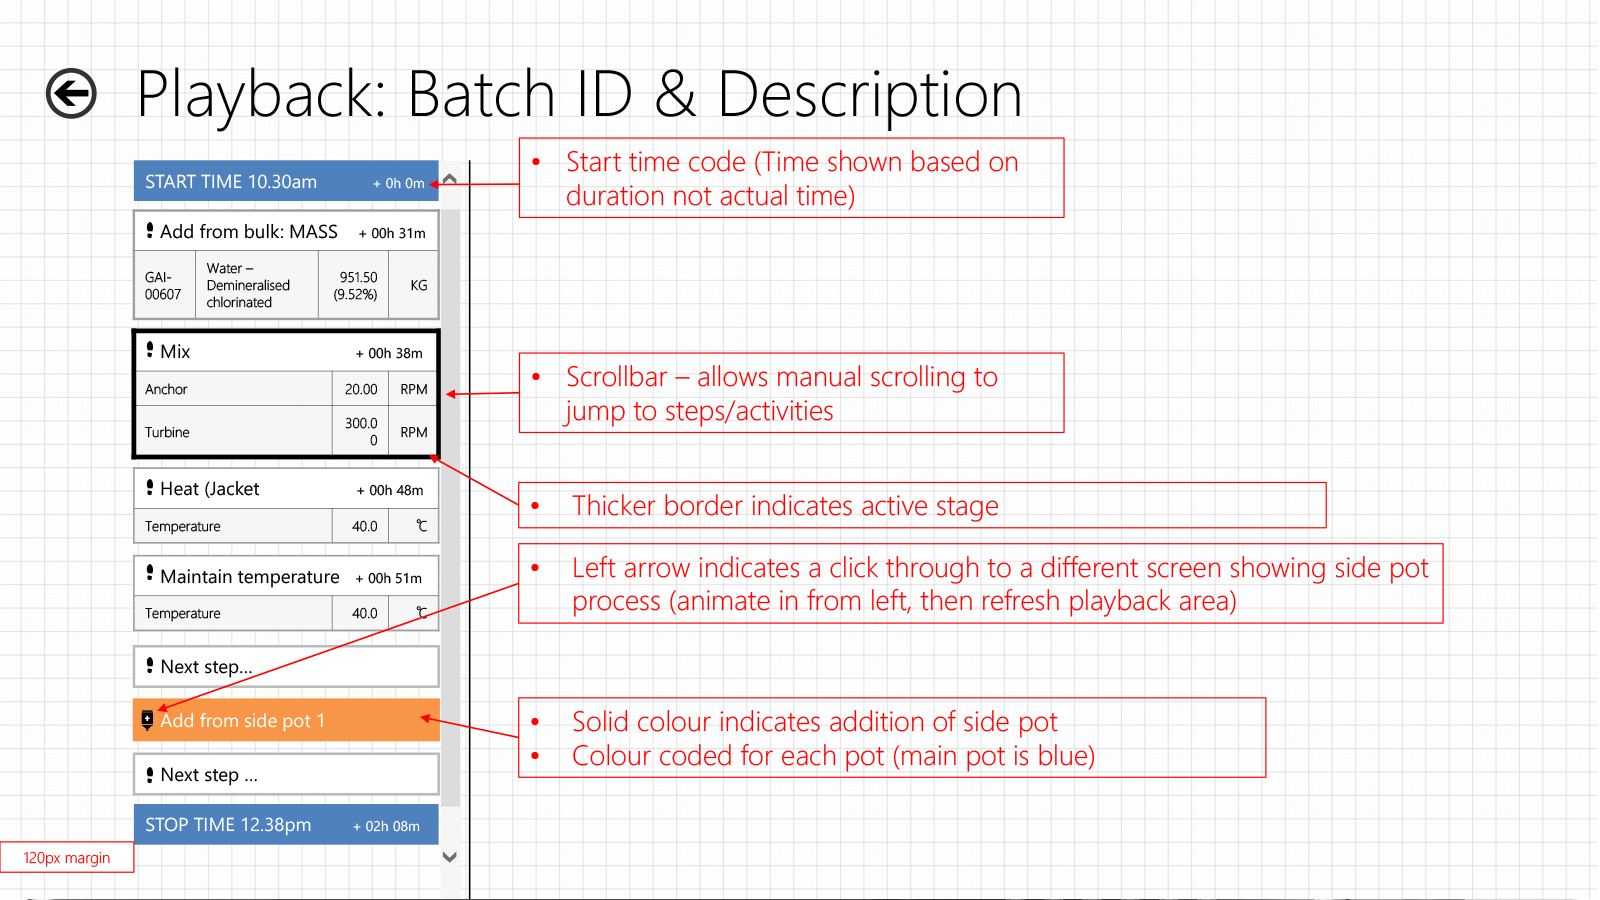 Playback: Batch ID & Description
START TIME 10.30am + 0h 0m
• Start time code (Time shown based on
duration not actual time)
Add from bulk: MASS + 00h 31m
GAI-
00607
Water –
Demineralised
chlorinated
951.50
(9.52%)
KG
Mix + 00h 38m
Anchor 20.00 RPM
Turbine
300.0
0
RPM
• Scrollbar – allows manual scrolling to
jump to steps/activities
Heat (Jacket + 00h 48m
Temperature 40.0 °C
• Thicker border indicates active stage
Maintain temperature + 00h 51m
Temperature 40.0 °C
• Left arrow indicates a click through to a different screen showing side pot
process (animate in from left, then refresh playback area)
Next step...
Add from side pot 1
• Solid colour indicates addition of side pot
• Colour coded for each pot (main pot is blue)
Next step ...
STOP TIME 12.38pm + 02h 08m
120px margin